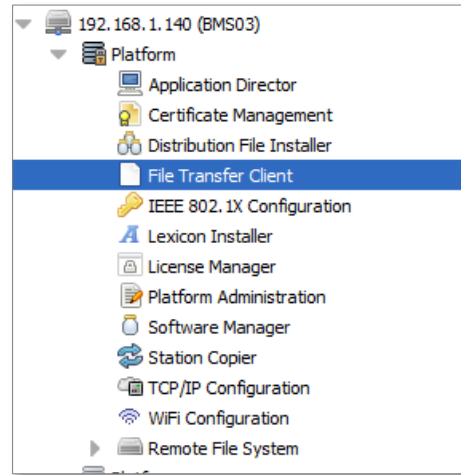 192.168.1.140 (BMS03)
Platform
Application Director
Certificate Management
Distribution File Installer
File Transfer Client
IEEE 802.1X Configuration
Lexicon Installer
License Manager
Platform Administration
Software Manager
Station Copier
TCP/IP Configuration
WiFi Configuration
Remote File System